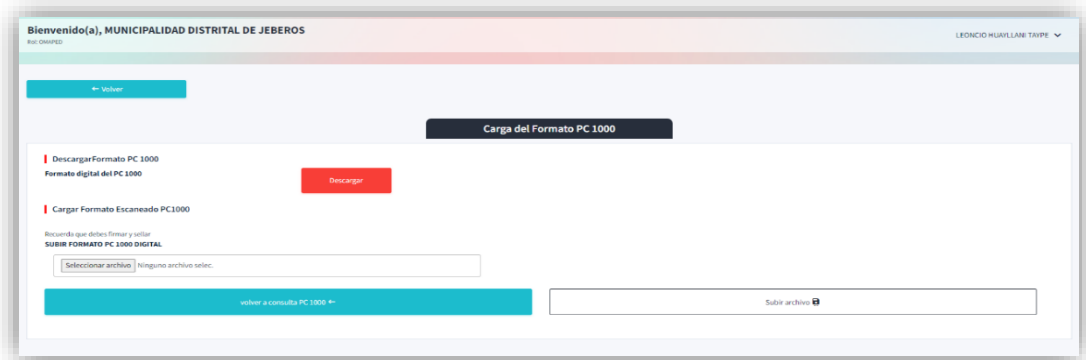 Bienvenido(a), MUNICIPALIDAD DISTRITAL DE JEBEROS
Rol: OMAPED
LEONCIO HUAYLLANI TAYPE
← Volver
Carga del Formato PC 1000
DescargarFormato PC 1000
Formato digital del PC 1000
Descargar
Cargar Formato Escaneado PC1000
Recuerda que debes firmar y sellar
SUBIR FORMATO PC 1000 DIGITAL
Seleccionar archivo Ninguno archivo selec.
volver a consulta PC 1000 ←
Subir archivo